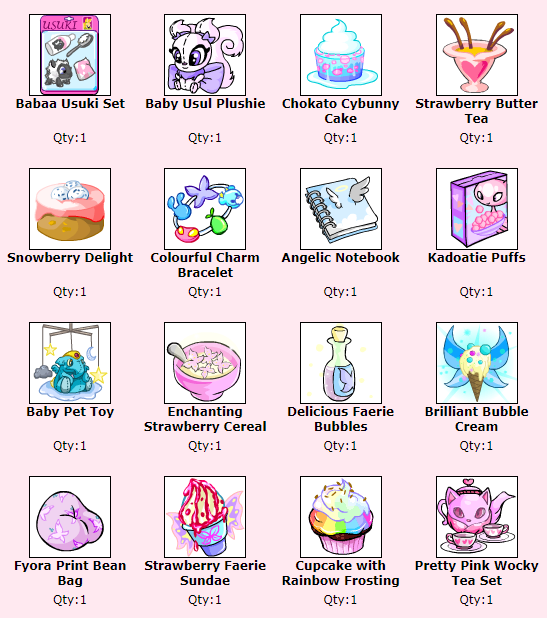 USUKI
Babaa Usuki Set
Baby Usul Plushie
Chokato Cybunny
Cake
Strawberry Butter
Tea
Qty:1
Qty:1
Qty:1
Qty:1
Snowberry Delight
Colourful Charm
Bracelet
Angelic Notebook
Kadoatie Puffs
Qty:1
Qty:1
Qty:1
Qty:1
Baby Pet Toy
Enchanting
Strawberry Cereal
Delicious Faerie
Bubbles
Brilliant Bubble
Cream
Qty:1
Qty:1
Qty:1
Qty:1
Fyora Print Bean
Bag
Strawberry Faerie
Sundae
Cupcake with
Rainbow Frosting
Pretty Pink Wocky
Tea Set
Qty:1
Qty:1
Qty:1
Qty:1